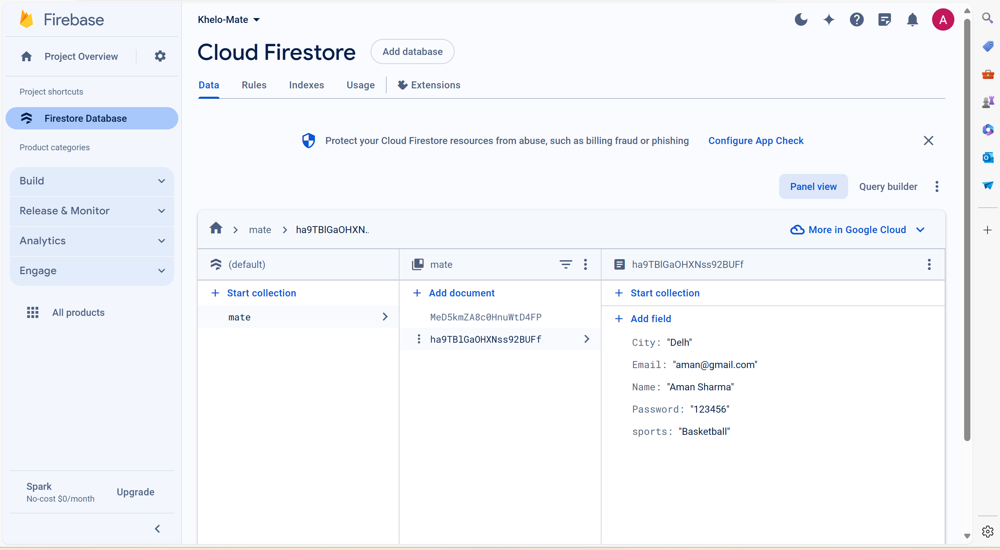 Firebase
Project Overview
Project shortcuts
Firestore Database
Product categories
Build
Release & Monitor
Analytics
Engage
All products
Spark
No-cost $0/month
Upgrade
Khelo-Mate
A
Cloud Firestore
Add database
Data Rules Indexes Usage Extensions
Protect your Cloud Firestore resources from abuse, such as billing fraud or phishing Configure App Check
Panel view Query builder
mate ha9TBlGaOHXN..
More in Google Cloud
(default)
Start collection
mate
mate
Add document
MeD5kmZA8c0HnuWtD4FP
ha9TBlGaOHXNss92BUFf
ha9TBlGaOHXNss92BUFf
Start collection
Add field
City: "Delh"
Email: "aman@gmail.com"
Name: "Aman Sharma"
Password: "123456"
sports: "Basketball"